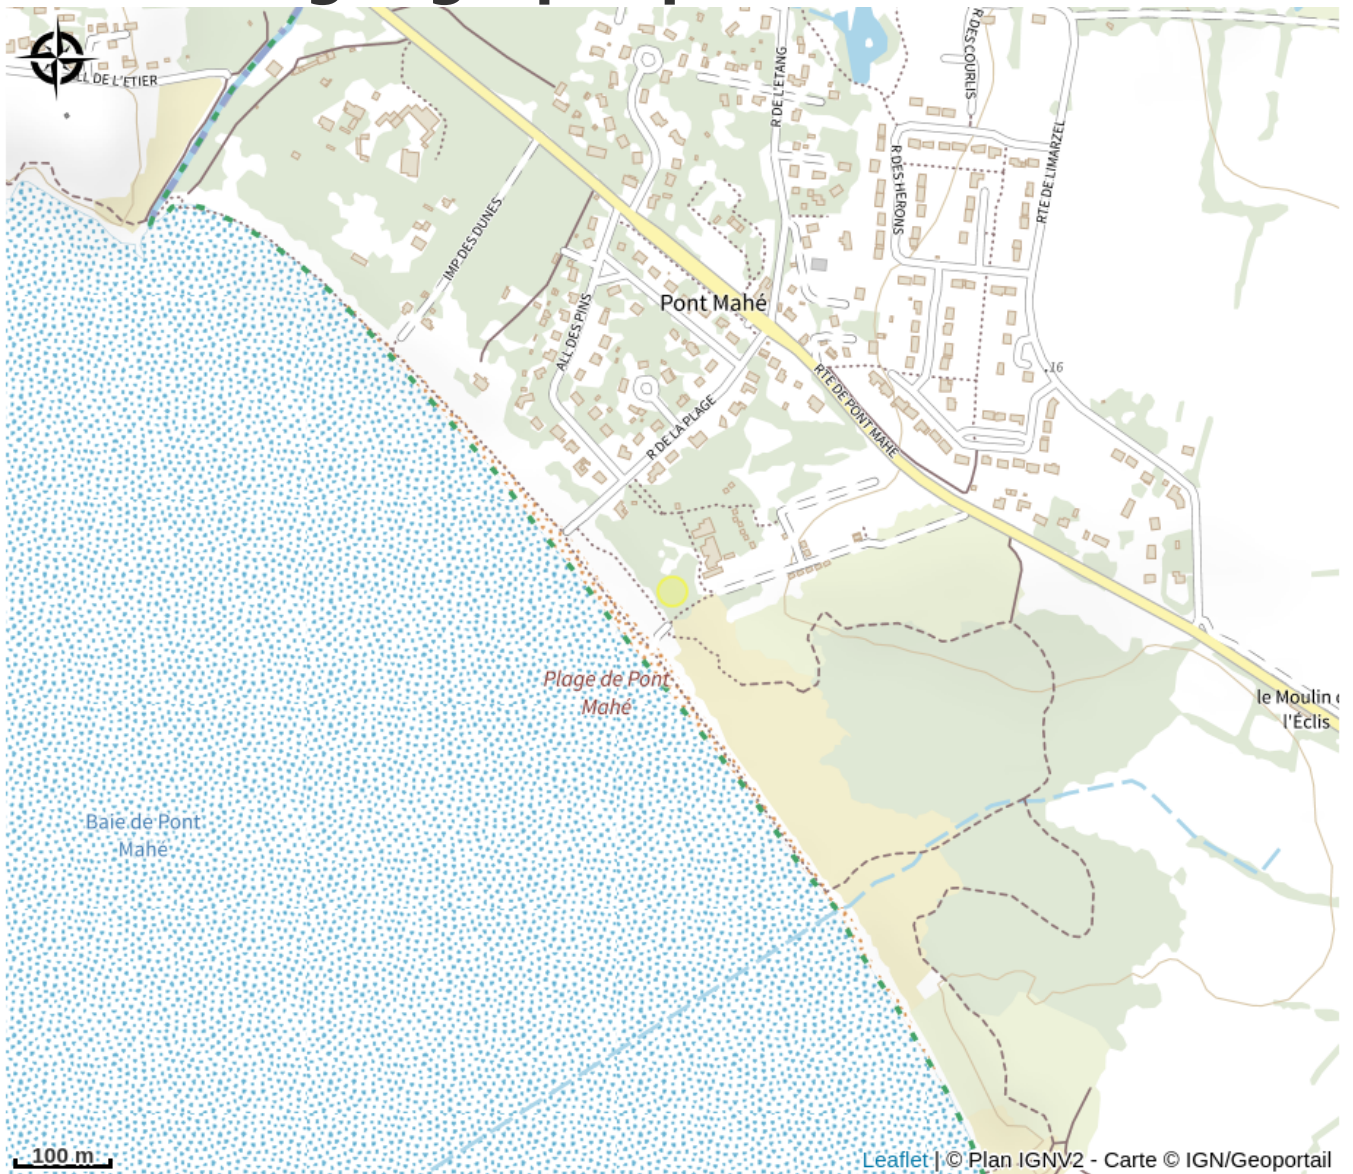 LL DE L'ETIER
R DE L'ETANG
R DES COURLIS
R DES HERONS
RTE DE LIMARZEL
IMP DES DUNES
Pont Mahé
ALL DES PINS
16
RTE DE PONT MAHE
R DE LA PLAGE
Plage de Pont
Mahé
le Moulin
l'Éclis
Baie de Pont
Mahé
100 m
Leaflet | © Plan IGNV2 - Carte © IGN/Geoportail